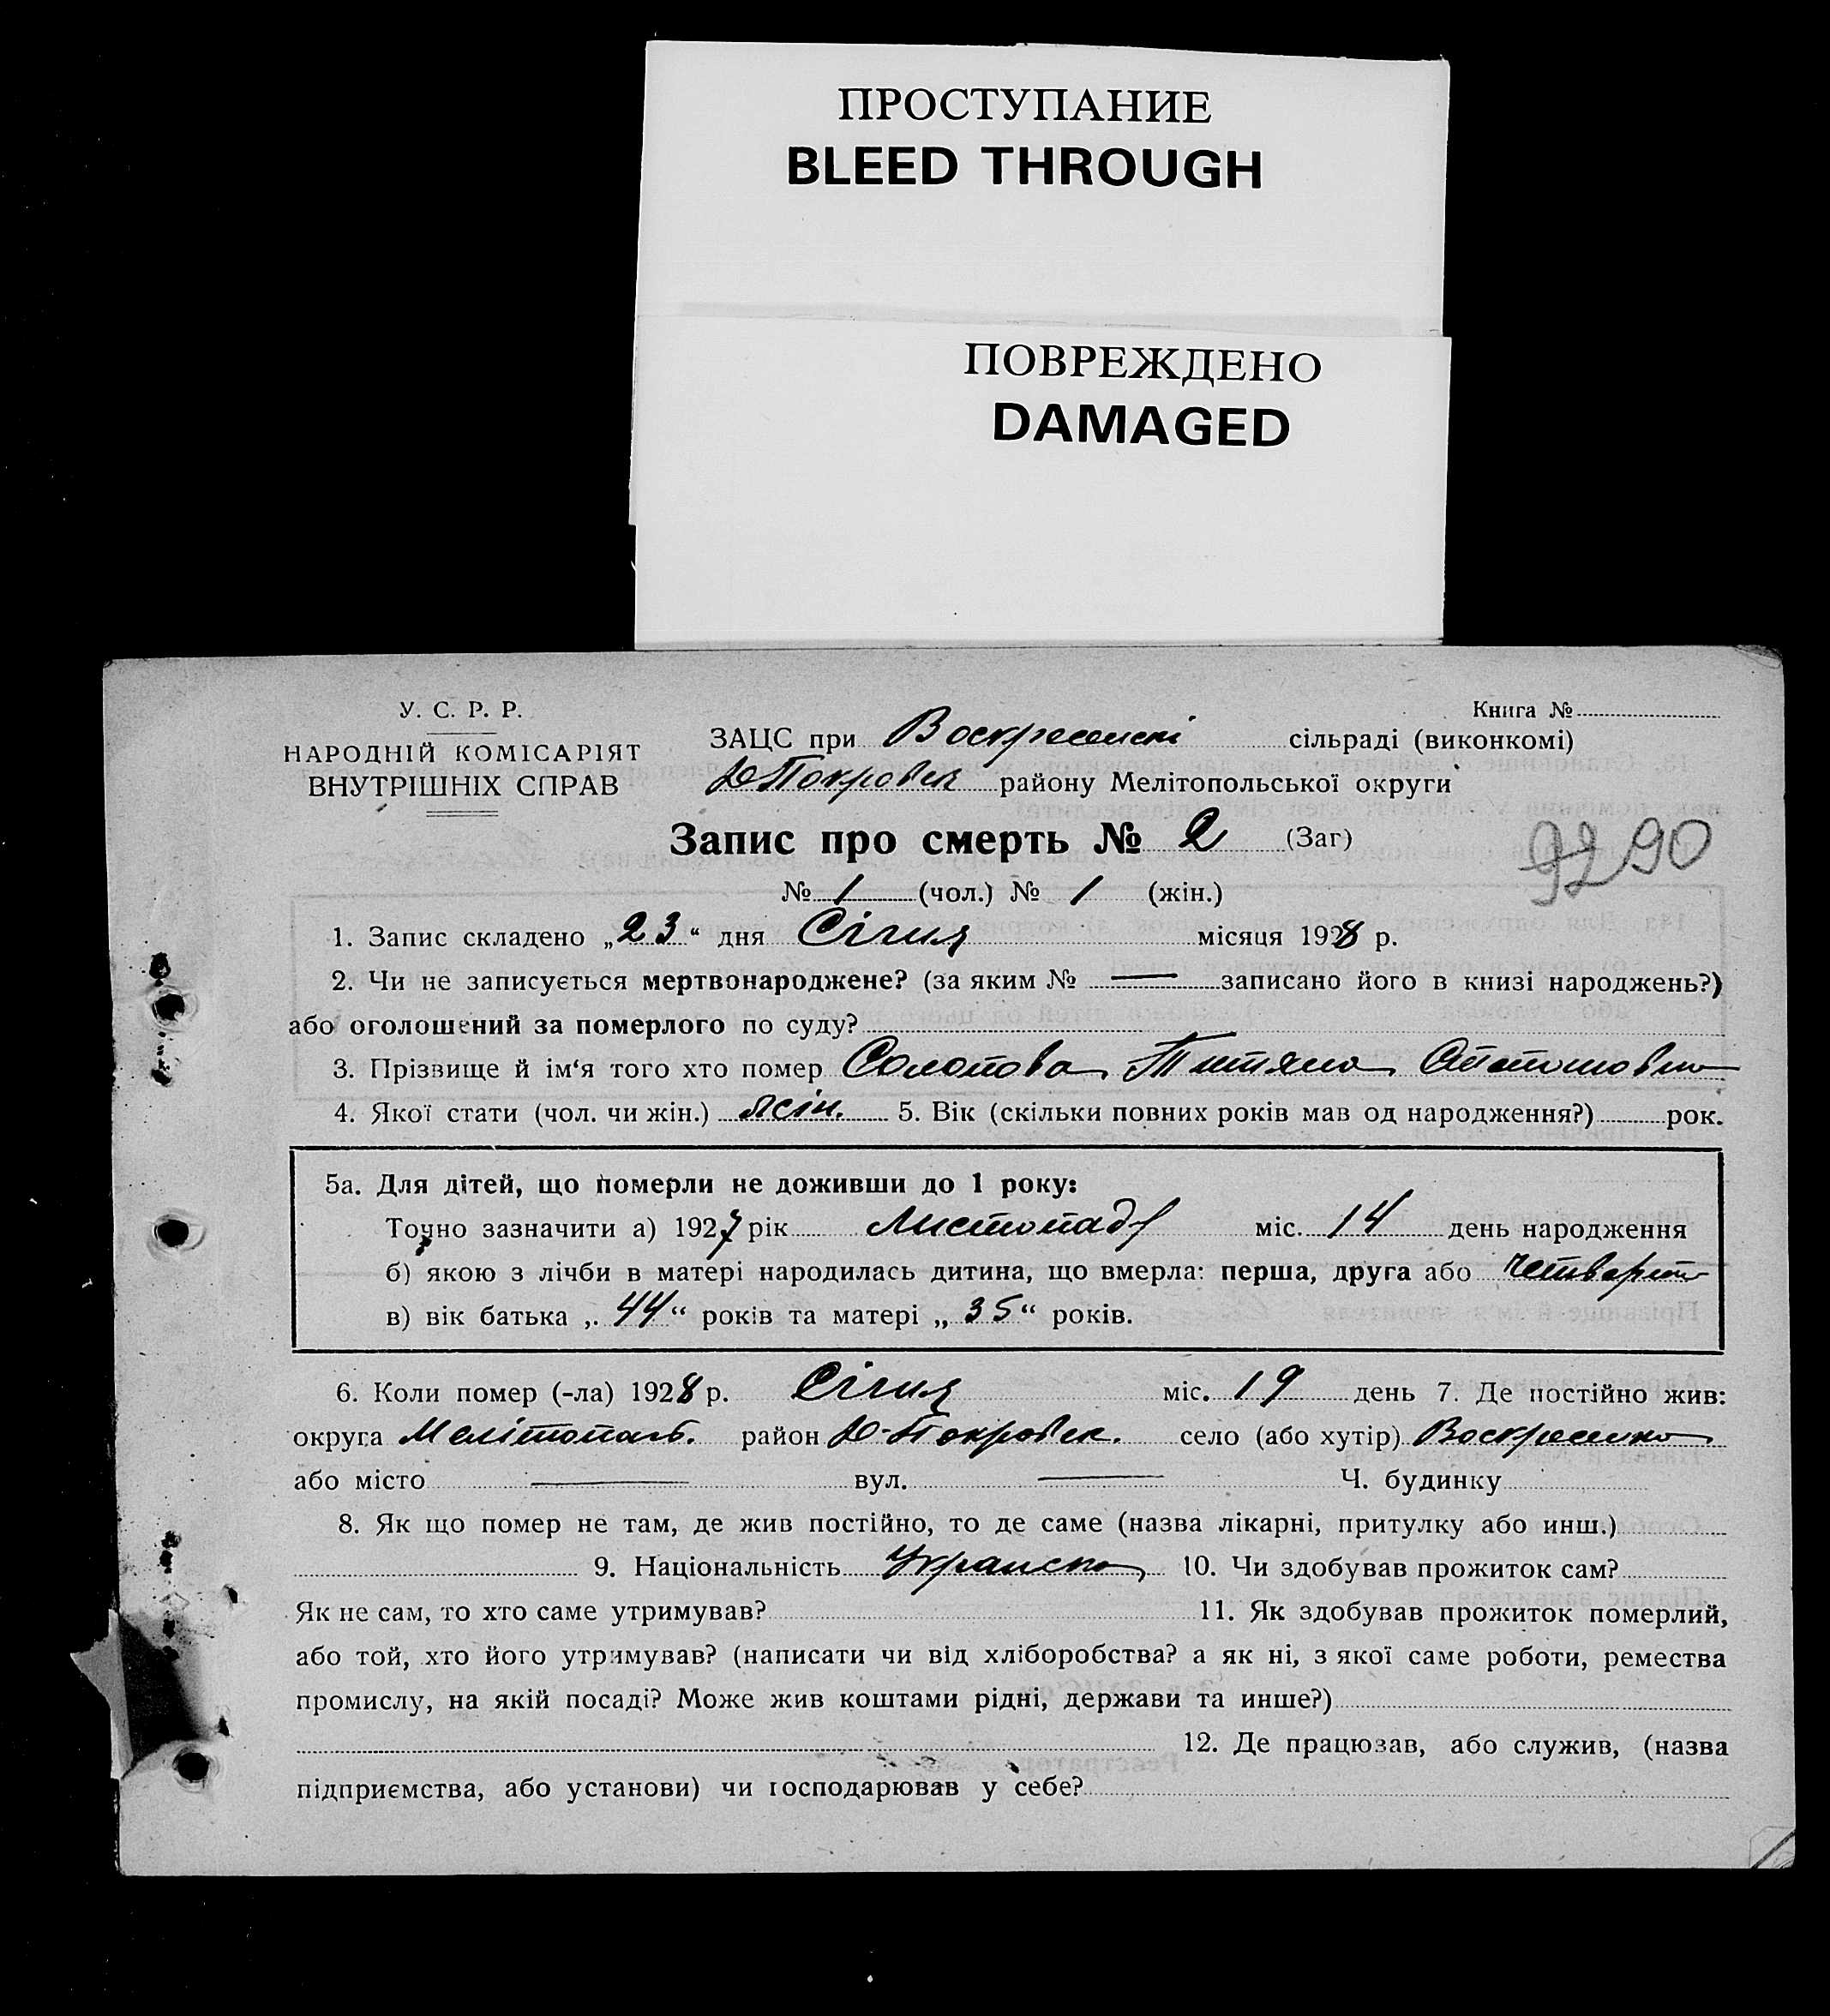 ПРОСТУПАНИЕ
BLEED THROUGH
ПОВРЕЖДЕНО
DAMAGED
У. С. Р. Р.
НАРОДНІЙ КОМІСАРІЯТ
ВНУТРІШНІХ СПРАВ
Книга №
ЗАЦС при Воскресенскі сільраді (виконкомі)
Покровск району Мелітопольської округи
Запис про смерть № 2 (Заг)
92 90
№ 1 (чол.) № 1 (жін.)
1. Запис складено „23“ дня Січня місяця 1928 р.
2. Чи не записується мертвонароджене? (за яким № — записано його в книзі народжень?)
або оголошений за померлого по суду?
3. Прізвище й ім‘я того хто помер Солопова Титяна
4. Якої стати (чол. чи жін.) жін. 5. Вік (скільки повних років мав од народження?) рок.
5а. Для дітей, що померли не доживши до 1 року:
Точно зазначити а) 1927 рік Листопад міс. 14 день народження
б) якою з лічби в матері народилась дитина, що вмерла: перша, друга або четверта
в) вік батька „44“ років та матері „35“ років.
6. Коли помер (-ла) 1928 р. Січня міс. 19 день 7. Де постійно жив:
округа Мелітополь. район Покровск. село (або хутір) Воскресенка
або місто — вул. — Ч. будинку
8. Як що помер не там, де жив постійно, то де саме (назва лікарні, притулку або инш.)
9. Національність Украиска 10. Чи здобував прожиток сам?
Як не сам, то хто саме утримував? 11. Як здобував прожиток померлий,
або той, хто його утримував? (написати чи від хліборобства? а як ні, з якої саме роботи, ремества
промислу, на якій посаді? Може жив коштами рідні, держави та инше?)
12. Де працював, або служив, (назва
підприємства, або установи) чи господарював у себе?